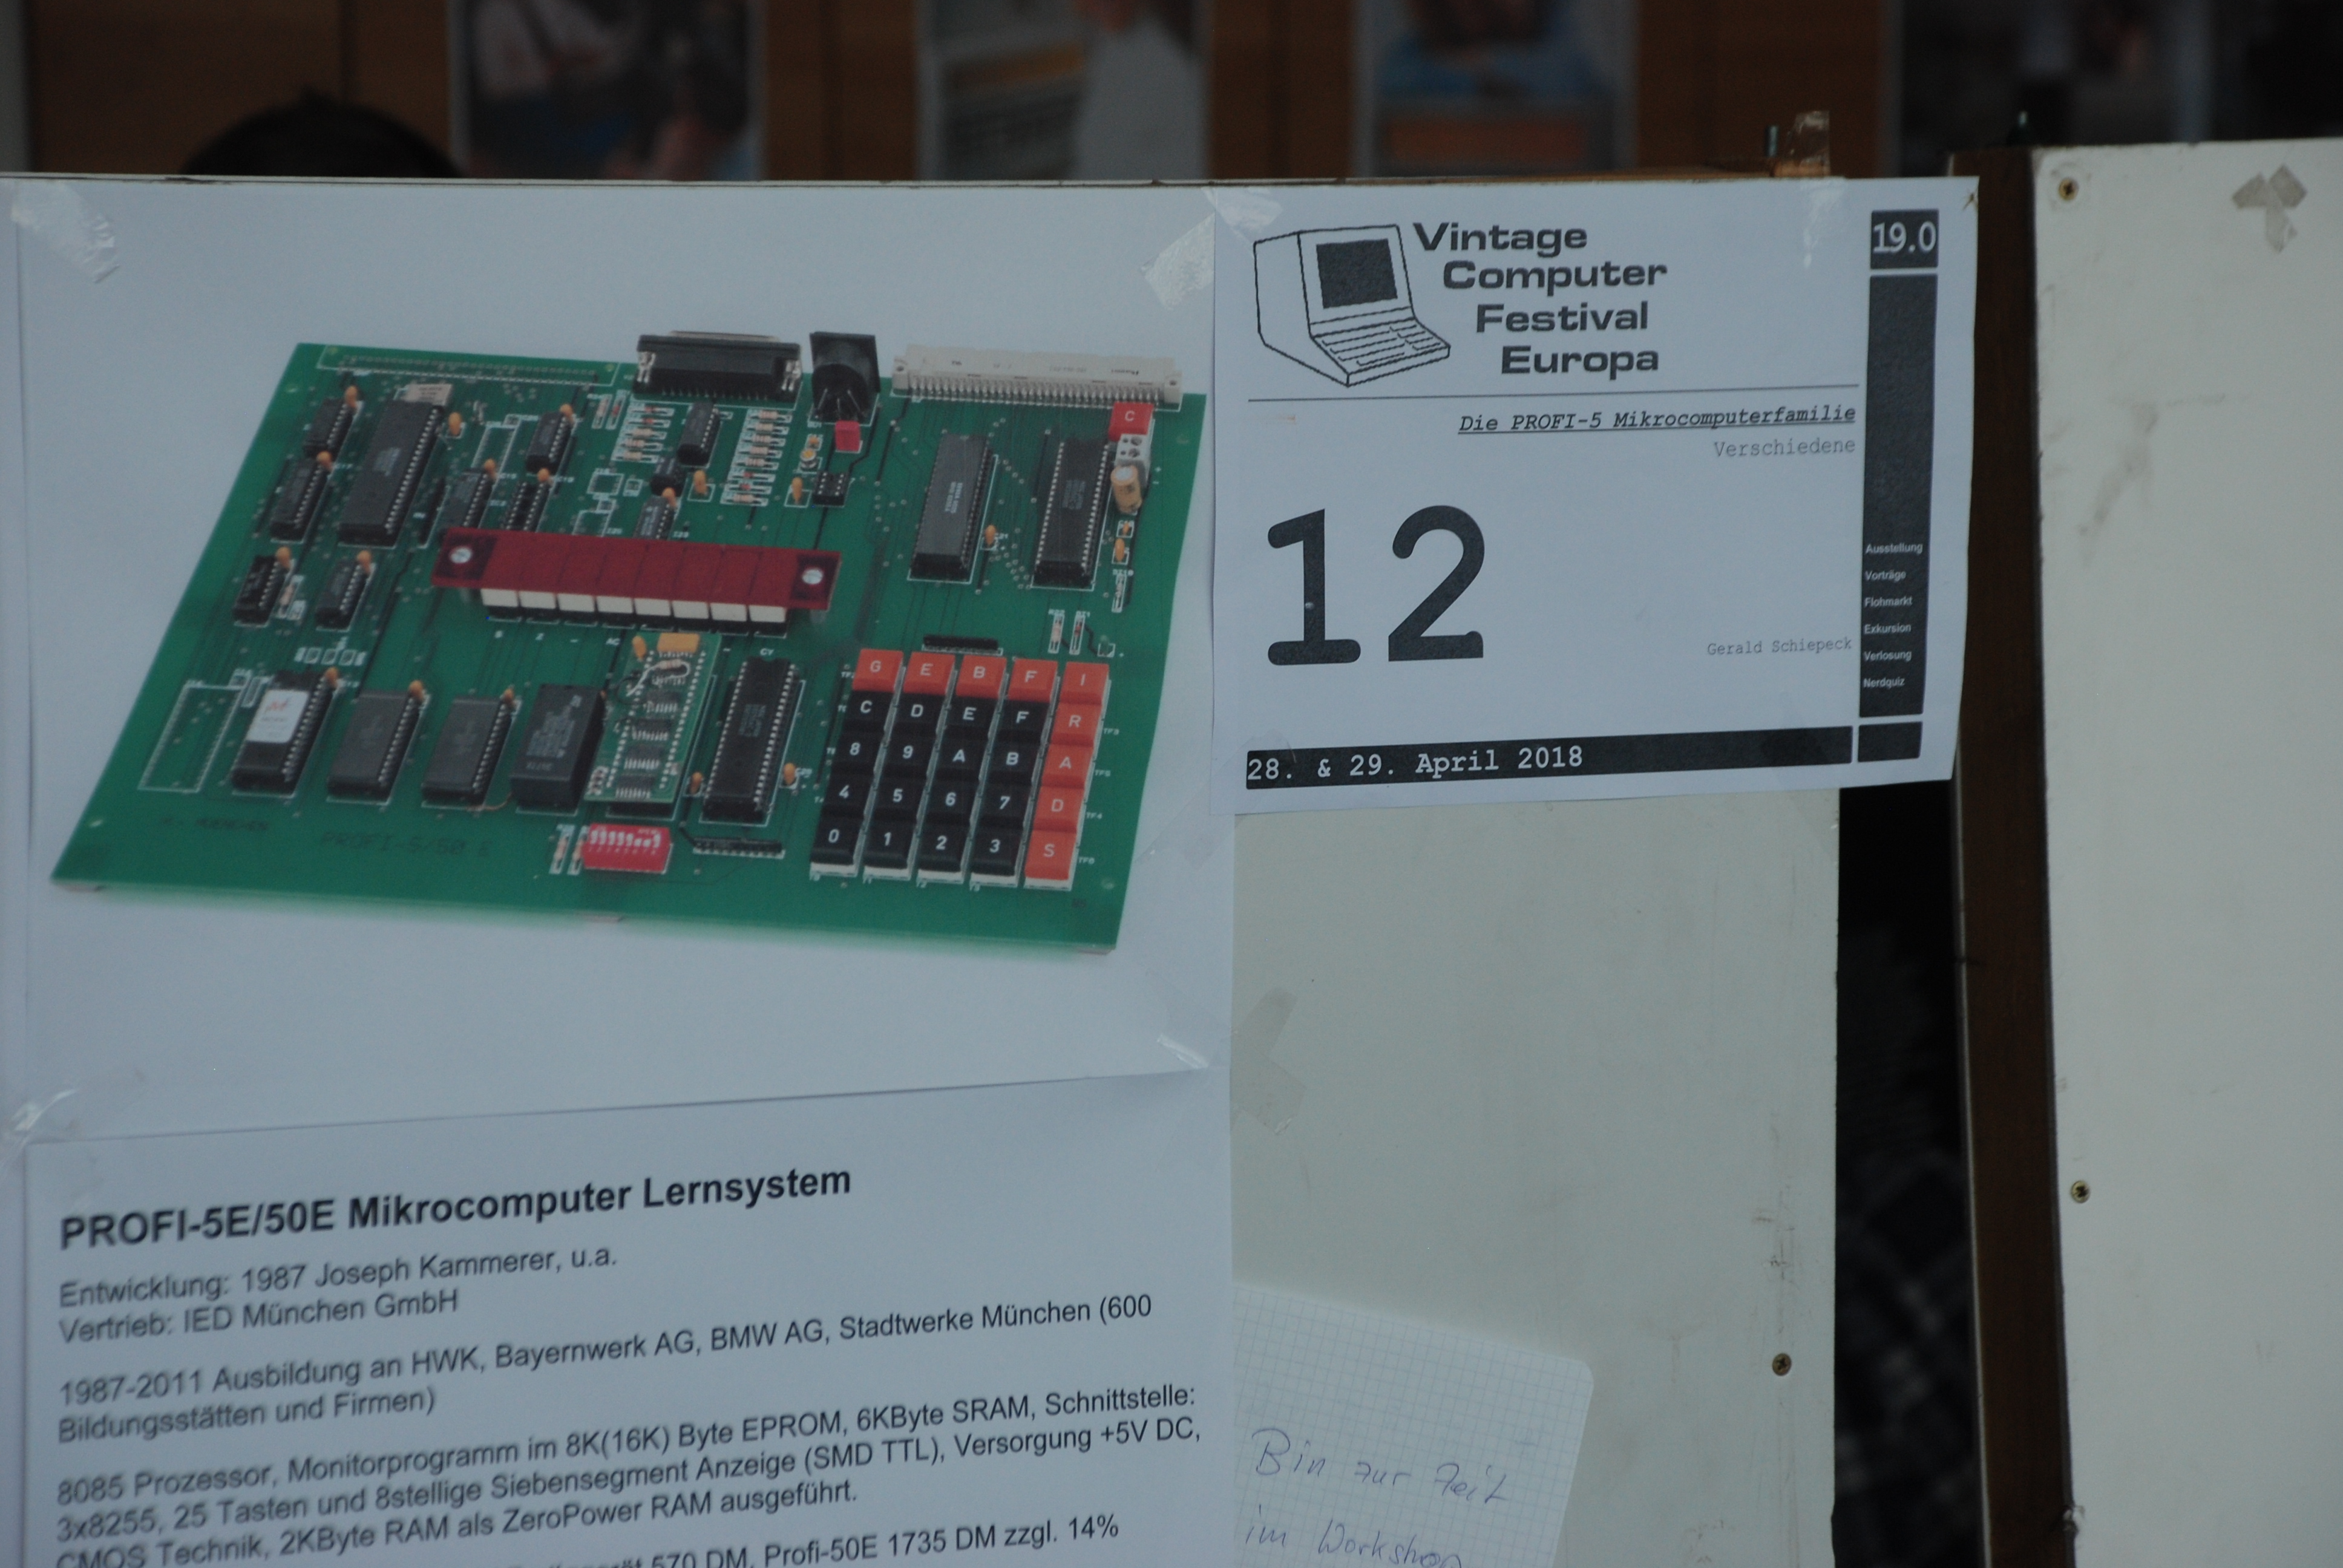 Vintage
Computer
Festival
Europa
19.0
Die PROFI-5 Mikrocomputerfamilie
Verschiedene
12
Gerald Schiepeck
Ausstellung
Vorträge
Flohmarkt
Exkursion
Verlosung
Nerdquiz
28. & 29. April 2018
C
G E B F I
C D E F R
8 9 A B A
4 5 6 7 D
0 1 2 3 S
PROFI-5/50 E
PROFI-5E/50E Mikrocomputer Lernsystem
Entwicklung: 1987 Joseph Kammerer, u.a.
Vertrieb: IED München GmbH
1987-2011 Ausbildung an HWK, Bayernwerk AG, BMW AG, Stadtwerke München (600
Bildungsstätten und Firmen)
8085 Prozessor, Monitorprogramm im 8K(16K) Byte EPROM, 6KByte SRAM, Schnittstelle:
3x8255, 25 Tasten und 8stellige Siebensegment Anzeige (SMD TTL), Versorgung +5V DC,
CMOS Technik, 2KByte RAM als ZeroPower RAM ausgeführt.
570 DM, Profi-50E 1735 DM zzgl. 14%
Bin zur Zeit
im Workshop